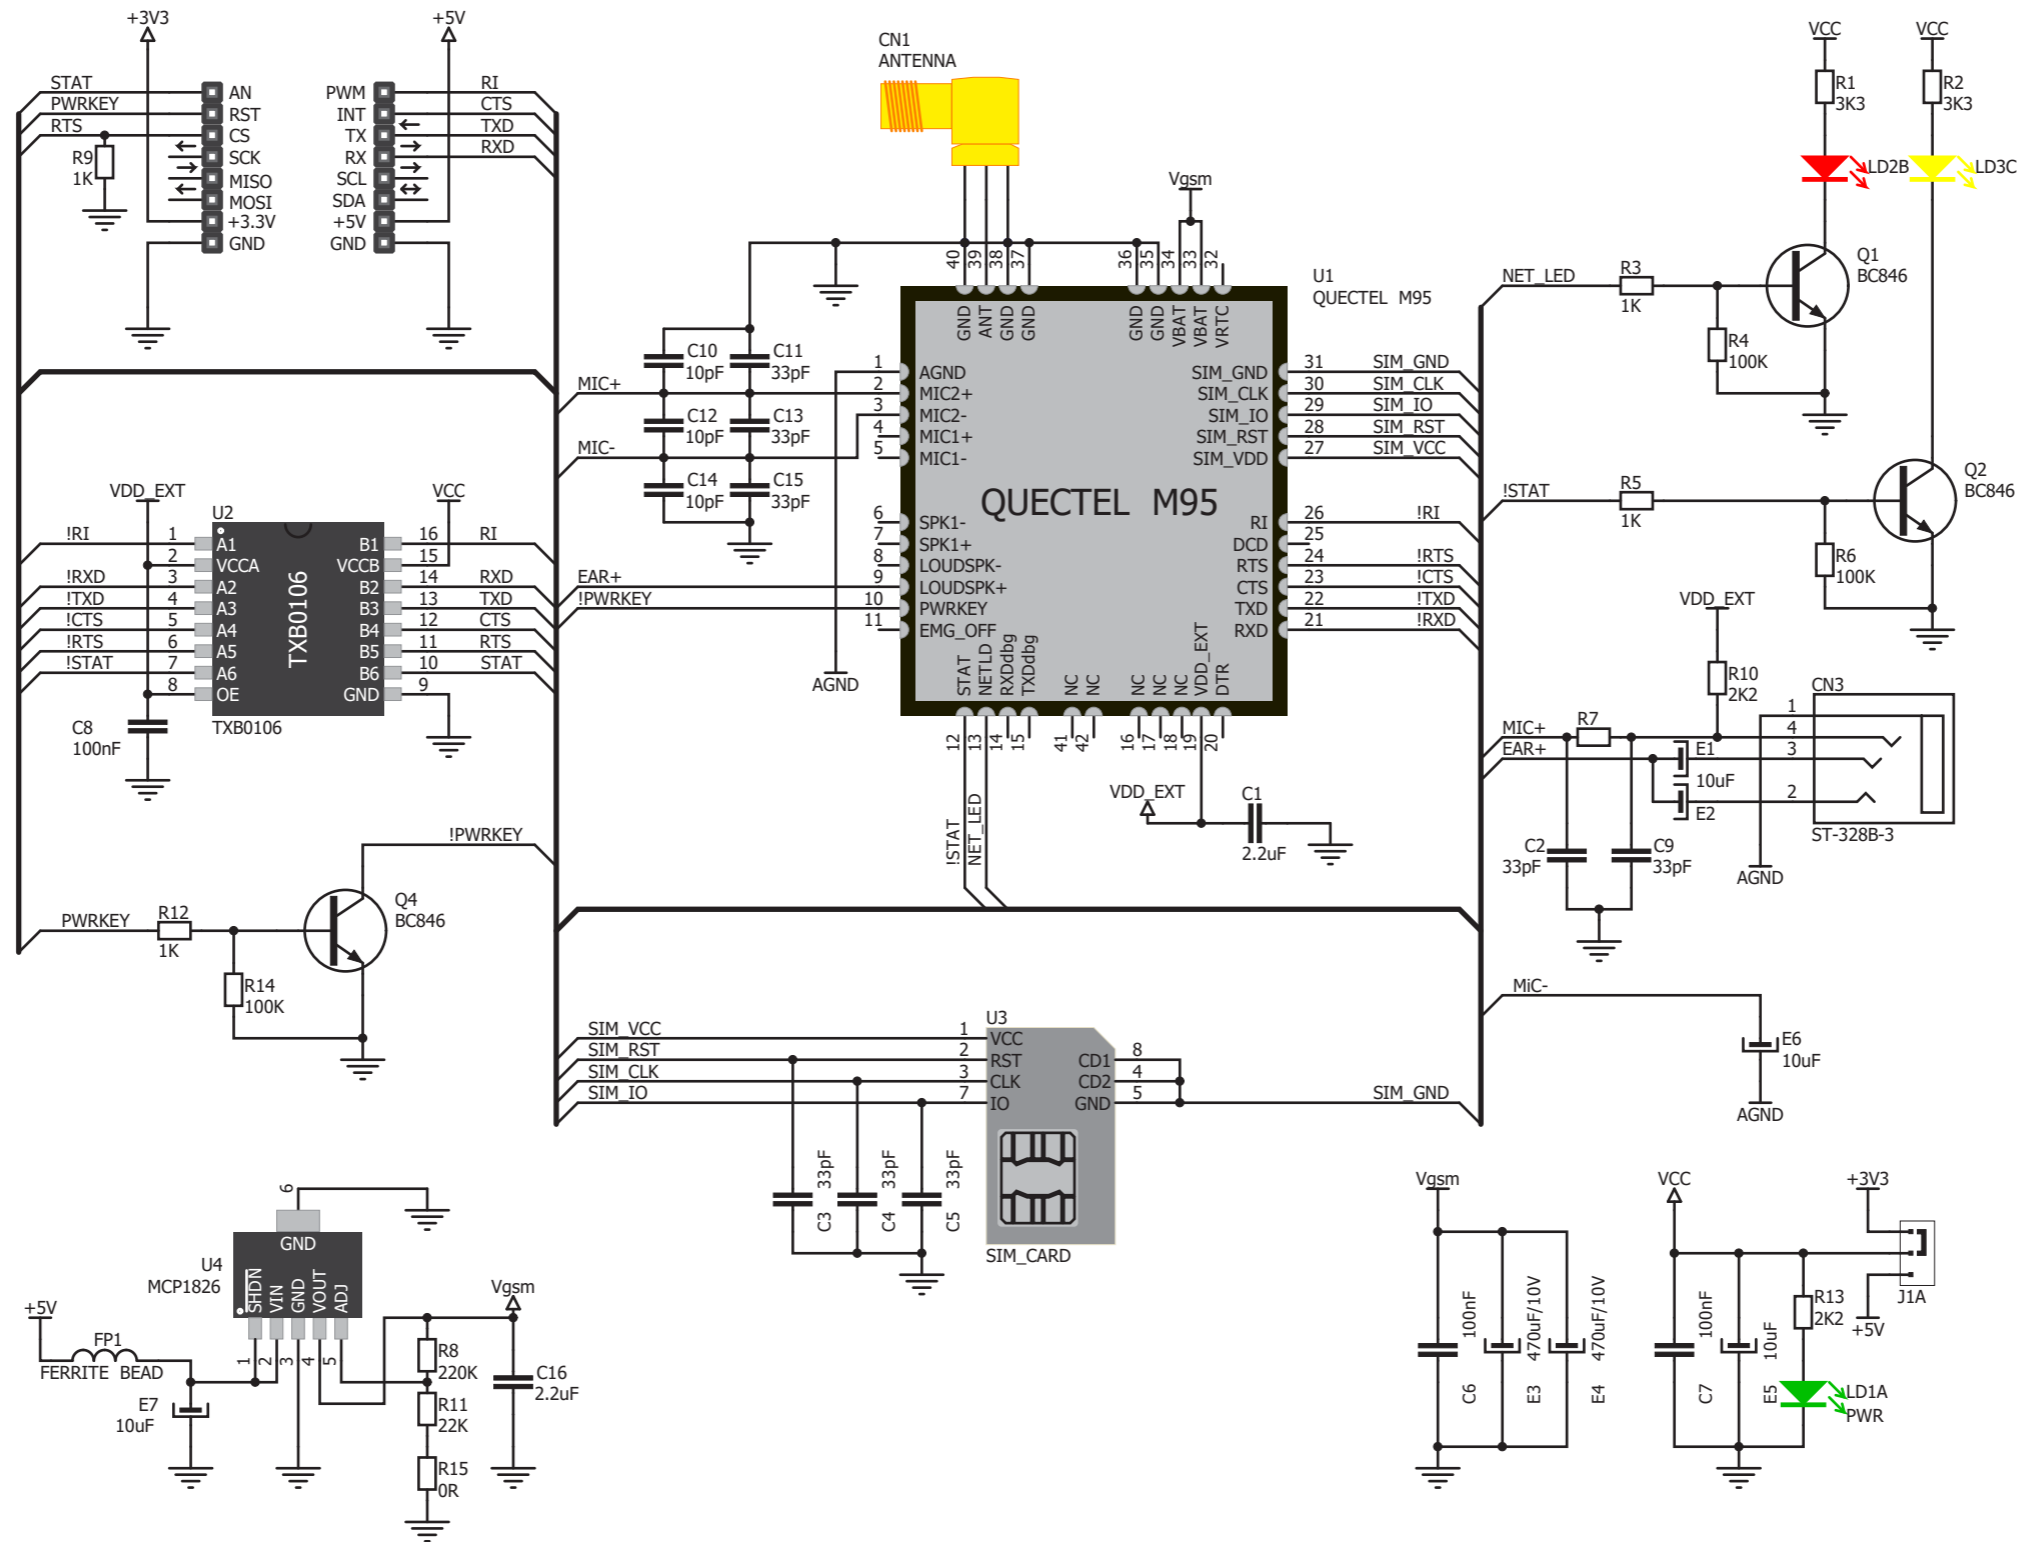 +3V3
+5V
STAT
PWRKEY
RTS
R9
1K
AN
RST
CS
SCK
MISO
MOSI
+3.3V
GND
PWM
INT
TX
RX
SCL
SDA
+5V
GND
RI
CTS
TXD
RXD
CN1
ANTENNA
Vgsm
40
39
38
37
36
35
34
33
32
U1
QUECTEL M95
GND
ANT
GND
GND
GND
GND
VBAT
VBAT
VRTC
C10
10pF
C11
33pF
C12
10pF
C13
33pF
C14
10pF
C15
33pF
MIC+
MIC-
EAR+
!PWRKEY
AGND
1 AGND
2 MIC2+
3 MIC2-
4 MIC1+
5 MIC1-
6 SPK1-
7 SPK1+
8 LOUDSPK-
9 LOUDSPK+
10 PWRKEY
11 EMG_OFF
QUECTEL M95
SIM_GND 31 SIM_GND
SIM_CLK 30 SIM_CLK
SIM_IO 29 SIM_IO
SIM_RST 28 SIM_RST
SIM_VDD 27 SIM_VCC
RI 26 !RI
DCD 25
RTS 24 !RTS
CTS 23 !CTS
TXD 22 !TXD
RXD 21 !RXD
STAT
NETLD
RXDdbg
TXDdbg
NC
NC
NC
NC
NC
VDD_EXT
DTR
12
13
14
15
41
42
16
17
18
19
20
!STAT
NET_LED
VDD_EXT
C1
2.2uF
VCC
R1
3K3
LD2B
VCC
R2
3K3
LD3C
NET_LED
R3
1K
R4
100K
Q1
BC846
!STAT
R5
1K
R6
100K
Q2
BC846
VDD_EXT
R10
2K2
CN3
1
4
3
2
ST-328B-3
MIC+
R7
EAR+
E1
10uF
E2
C2
33pF
C9
33pF
AGND
MiC-
E6
10uF
AGND
VDD_EXT
U2
VCC
!RI 1 A1
2 VCCA
!RXD 3 A2
!TXD 4 A3
!CTS 5 A4
!RTS 6 A5
!STAT 7 A6
8 OE
TXB0106
B1 16 RI
VCCB 15
B2 14 RXD
B3 13 TXD
B4 12 CTS
B5 11 RTS
B6 10 STAT
GND 9
TXB0106
C8
100nF
!PWRKEY
PWRKEY
R12
1K
Q4
BC846
R14
100K
SIM_VCC
SIM_RST
SIM_CLK
SIM_IO
U3
1 VCC
2 RST
3 CLK
7 IO
CD1 8
CD2 4
GND 5
SIM_GND
SIM_CARD
33pF
C3
33pF
C4
33pF
C5
6
GND
U4
MCP1826
SHDN
VIN
GND
VOUT
ADJ
1
2
3
4
5
+5V
FP1
FERRITE BEAD
E7
10uF
Vgsm
R8
220K
R11
22K
R15
0R
C16
2.2uF
Vgsm
100nF
C6
470uF/10V
E3
470uF/10V
E4
VCC
100nF
C7
10uF
E5
R13
2K2
LD1A
PWR
+3V3
J1A
+5V